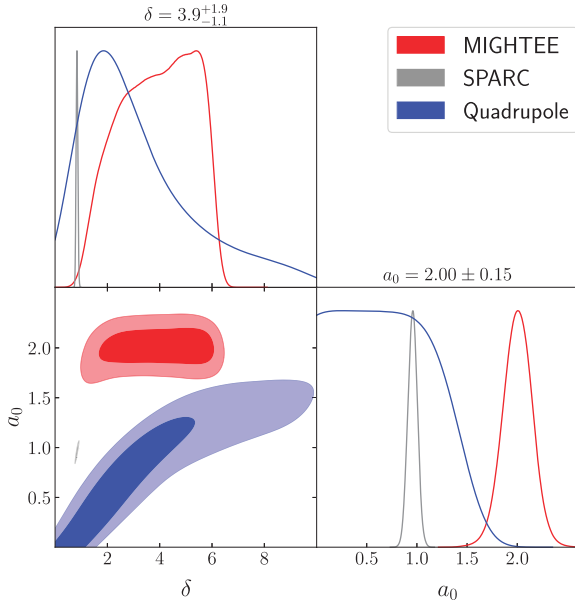 δ = 3.9^{+1.9}_{-1.1}
MIGHTEE
SPARC
Quadrupole
a₀ = 2.00 ± 0.15
2.0
1.5
1.0
0.5
a₀
2 4 6 8
δ
0.5 1.0 1.5 2.0
a₀